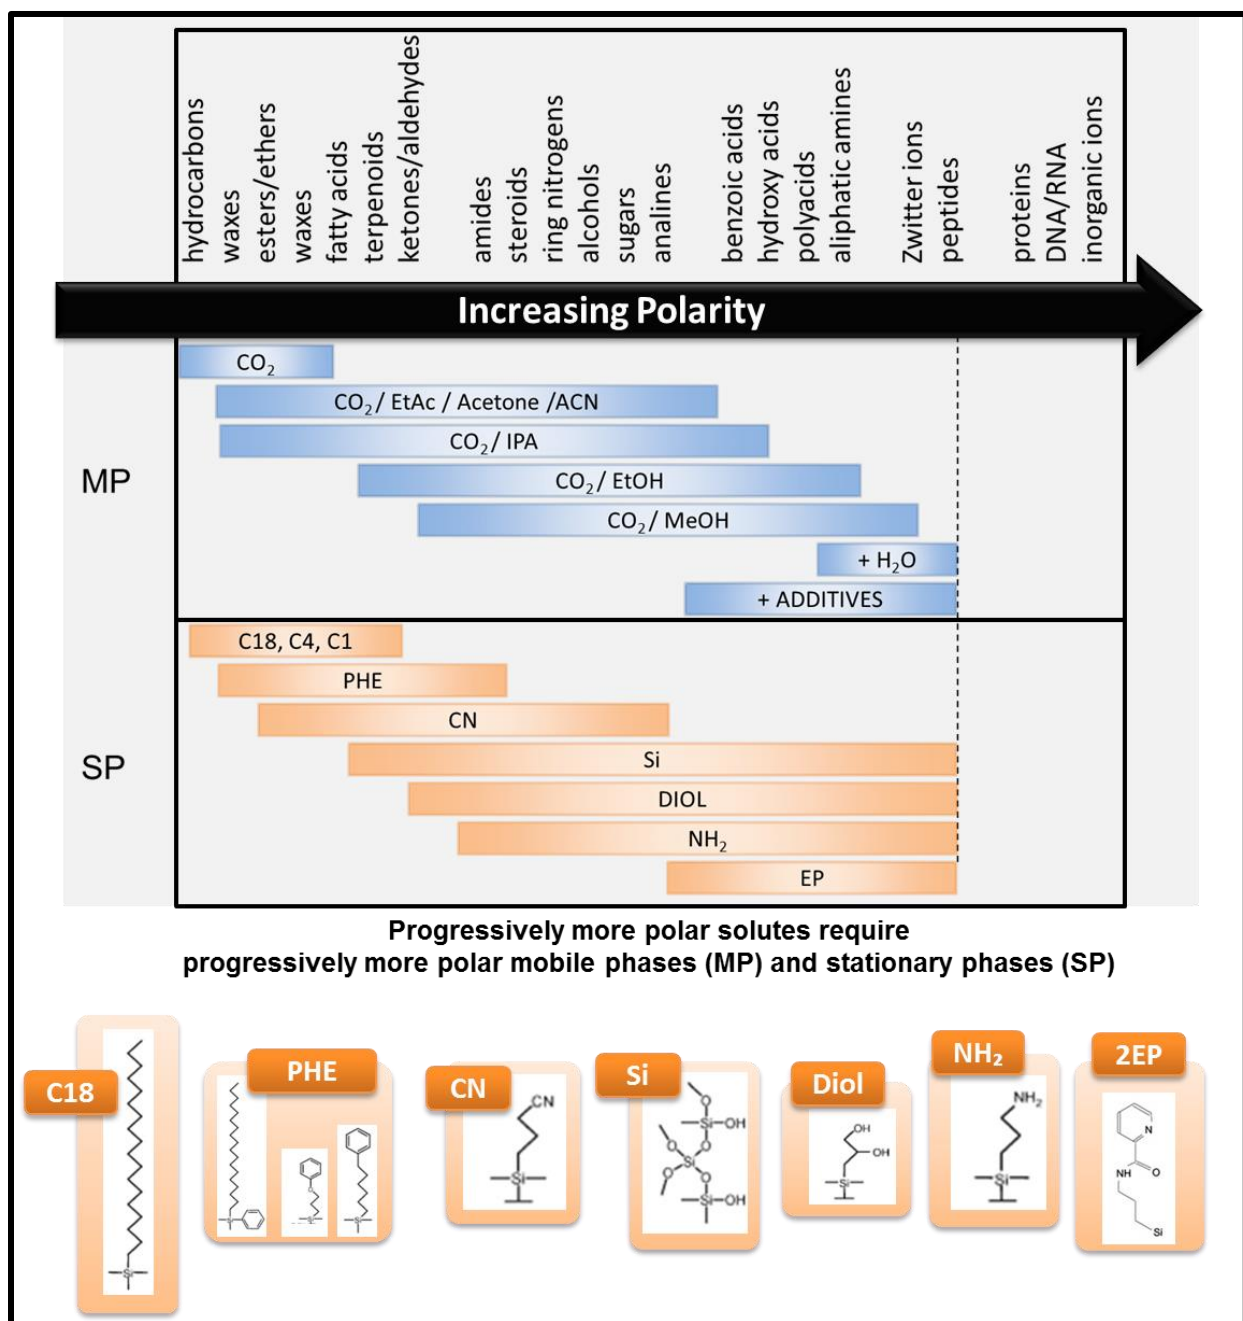 hydrocarbons
waxes
esters/ethers
waxes
fatty acids
terpenoids
ketones/aldehydes
amides
steroids
ring nitrogens
alcohols
sugars
analines
benzoic acids
hydroxy acids
polyacids
aliphatic amines
Zwitter ions
peptides
proteins
DNA/RNA
inorganic ions
Increasing Polarity
MP
CO₂
CO₂/ EtAc / Acetone /ACN
CO₂/ IPA
CO₂/ EtOH
CO₂/ MeOH
+ H₂O
+ ADDITIVES
SP
C18, C4, C1
PHE
CN
Si
DIOL
NH₂
EP
Progressively more polar solutes require
progressively more polar mobile phases (MP) and stationary phases (SP)
C18
Si
PHE
Si
Si
CN
CN
Si
Si
O
Si–OH
O
O
Si
O
O
Si–OH
Diol
OH
OH
Si
NH₂
NH₂
Si
2EP
N
NH
O
Si